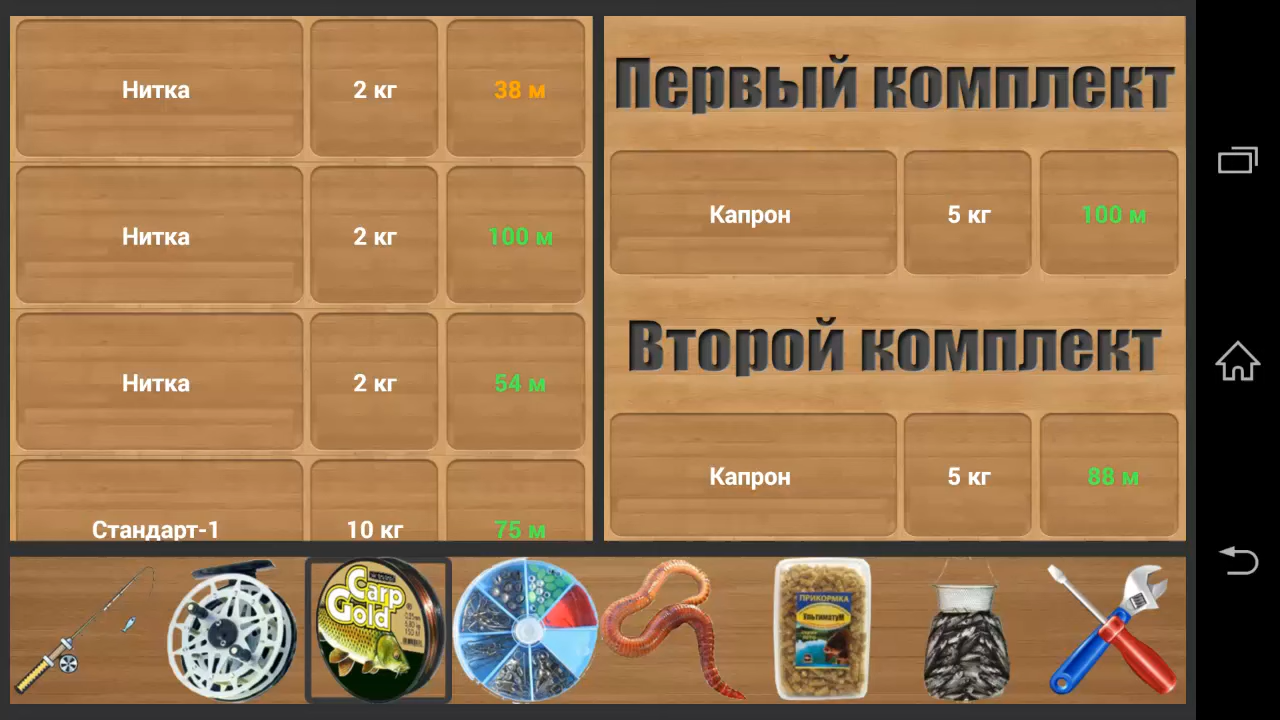 Нитка 2 кг 38 м
Нитка 2 кг 100 м
Нитка 2 кг 54 м
Стандарт-1 10 кг 75 м
Первый комплект
Капрон 5 кг 100 м
Второй комплект
Капрон 5 кг 88 м
Carp
Gold
ПРИКОРМКА